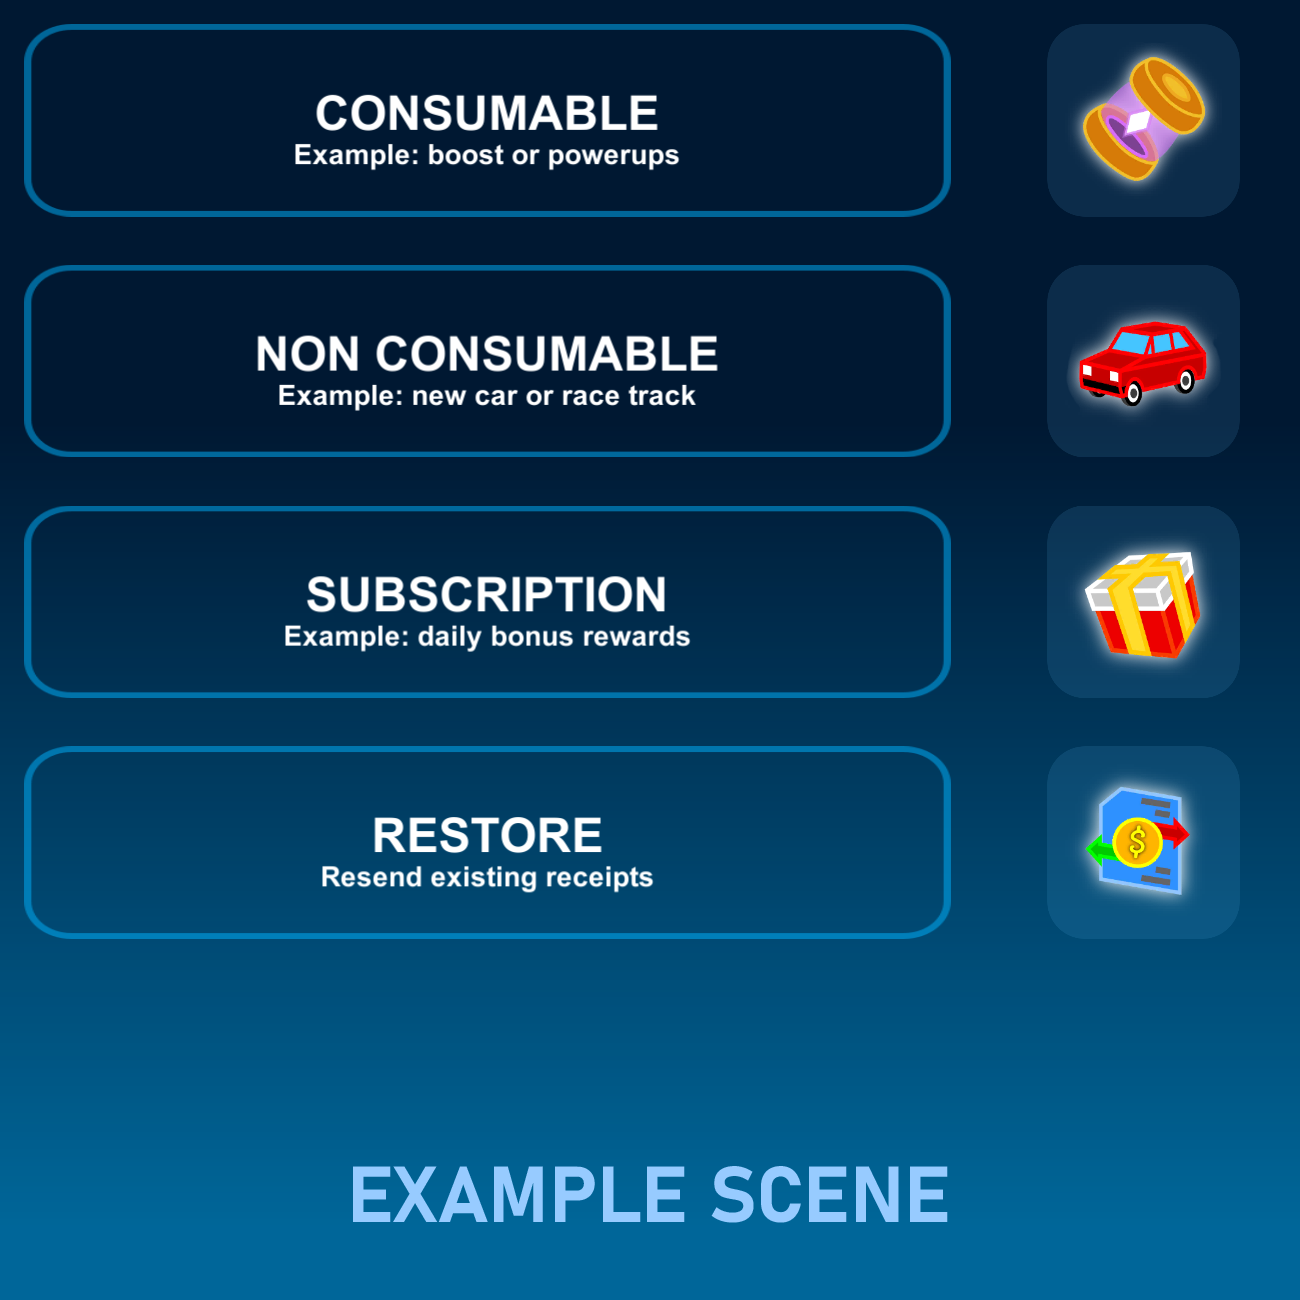 CONSUMABLE
Example: boost or powerups
NON CONSUMABLE
Example: new car or race track
SUBSCRIPTION
Example: daily bonus rewards
RESTORE
Resend existing receipts
$
EXAMPLE SCENE